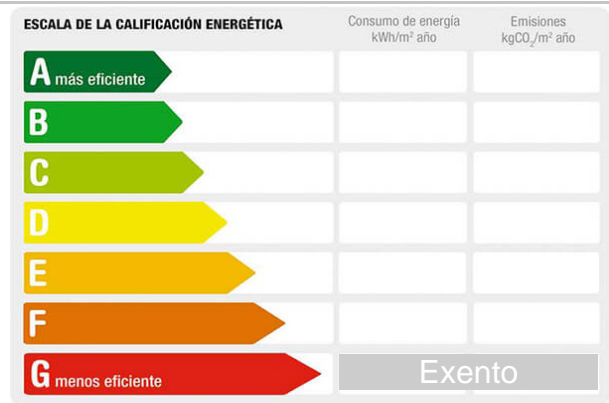 ESCALA DE LA CALIFICACIÓN ENERGÉTICA
Consumo de energía
kWh/m² año
Emisiones
kgCO₂/m² año
A más eficiente
B
C
D
E
F
G menos eficiente
Exento